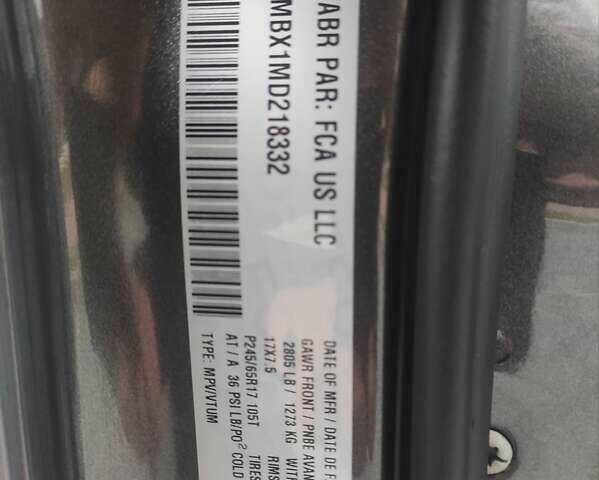 ABR PAR: FCA US LLC
MBX1MD218332
DATE OF MFR / DATE DE F
GAWR FRONT / PNBE AVAN
2805 LB / 1273 KG WITH
17X7.5 RIMS
P245/65R17 105T TIRES
AT / A 36 PSI LB/PO² COLD
TYPE: MPV/VTUM